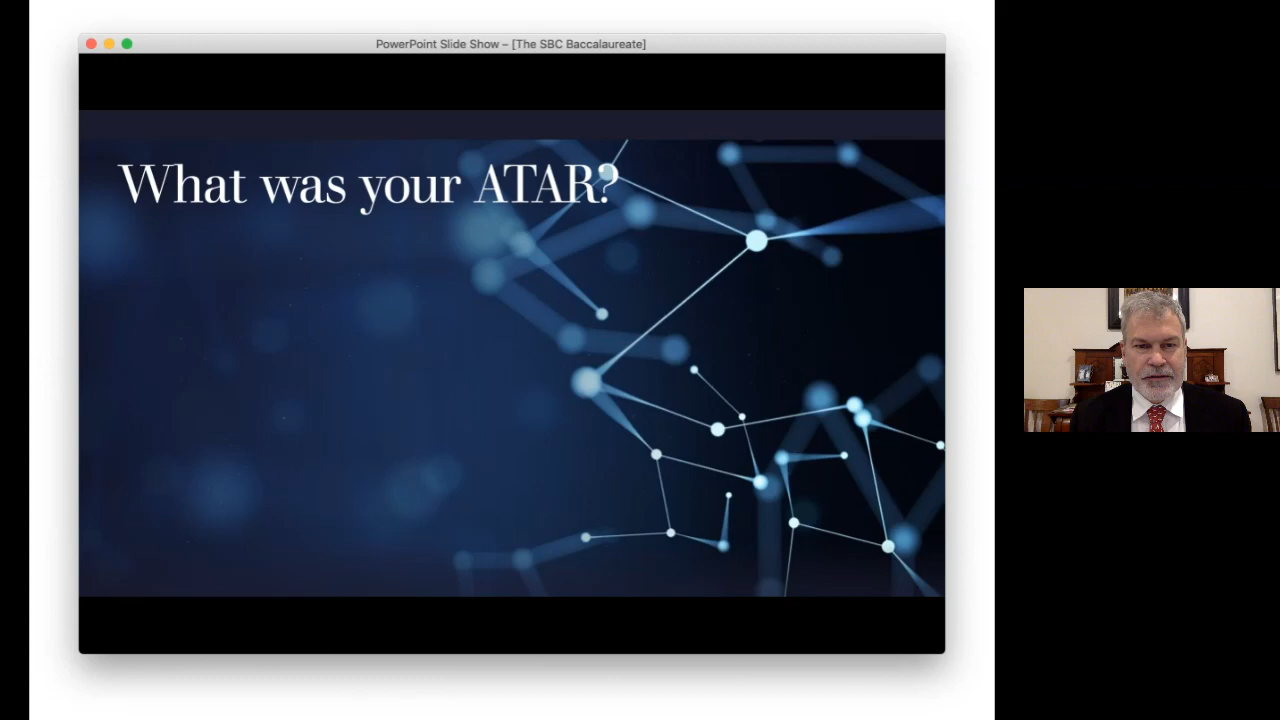 PowerPoint Slide Show – [The SBC Baccalaureate]
What was your ATAR?